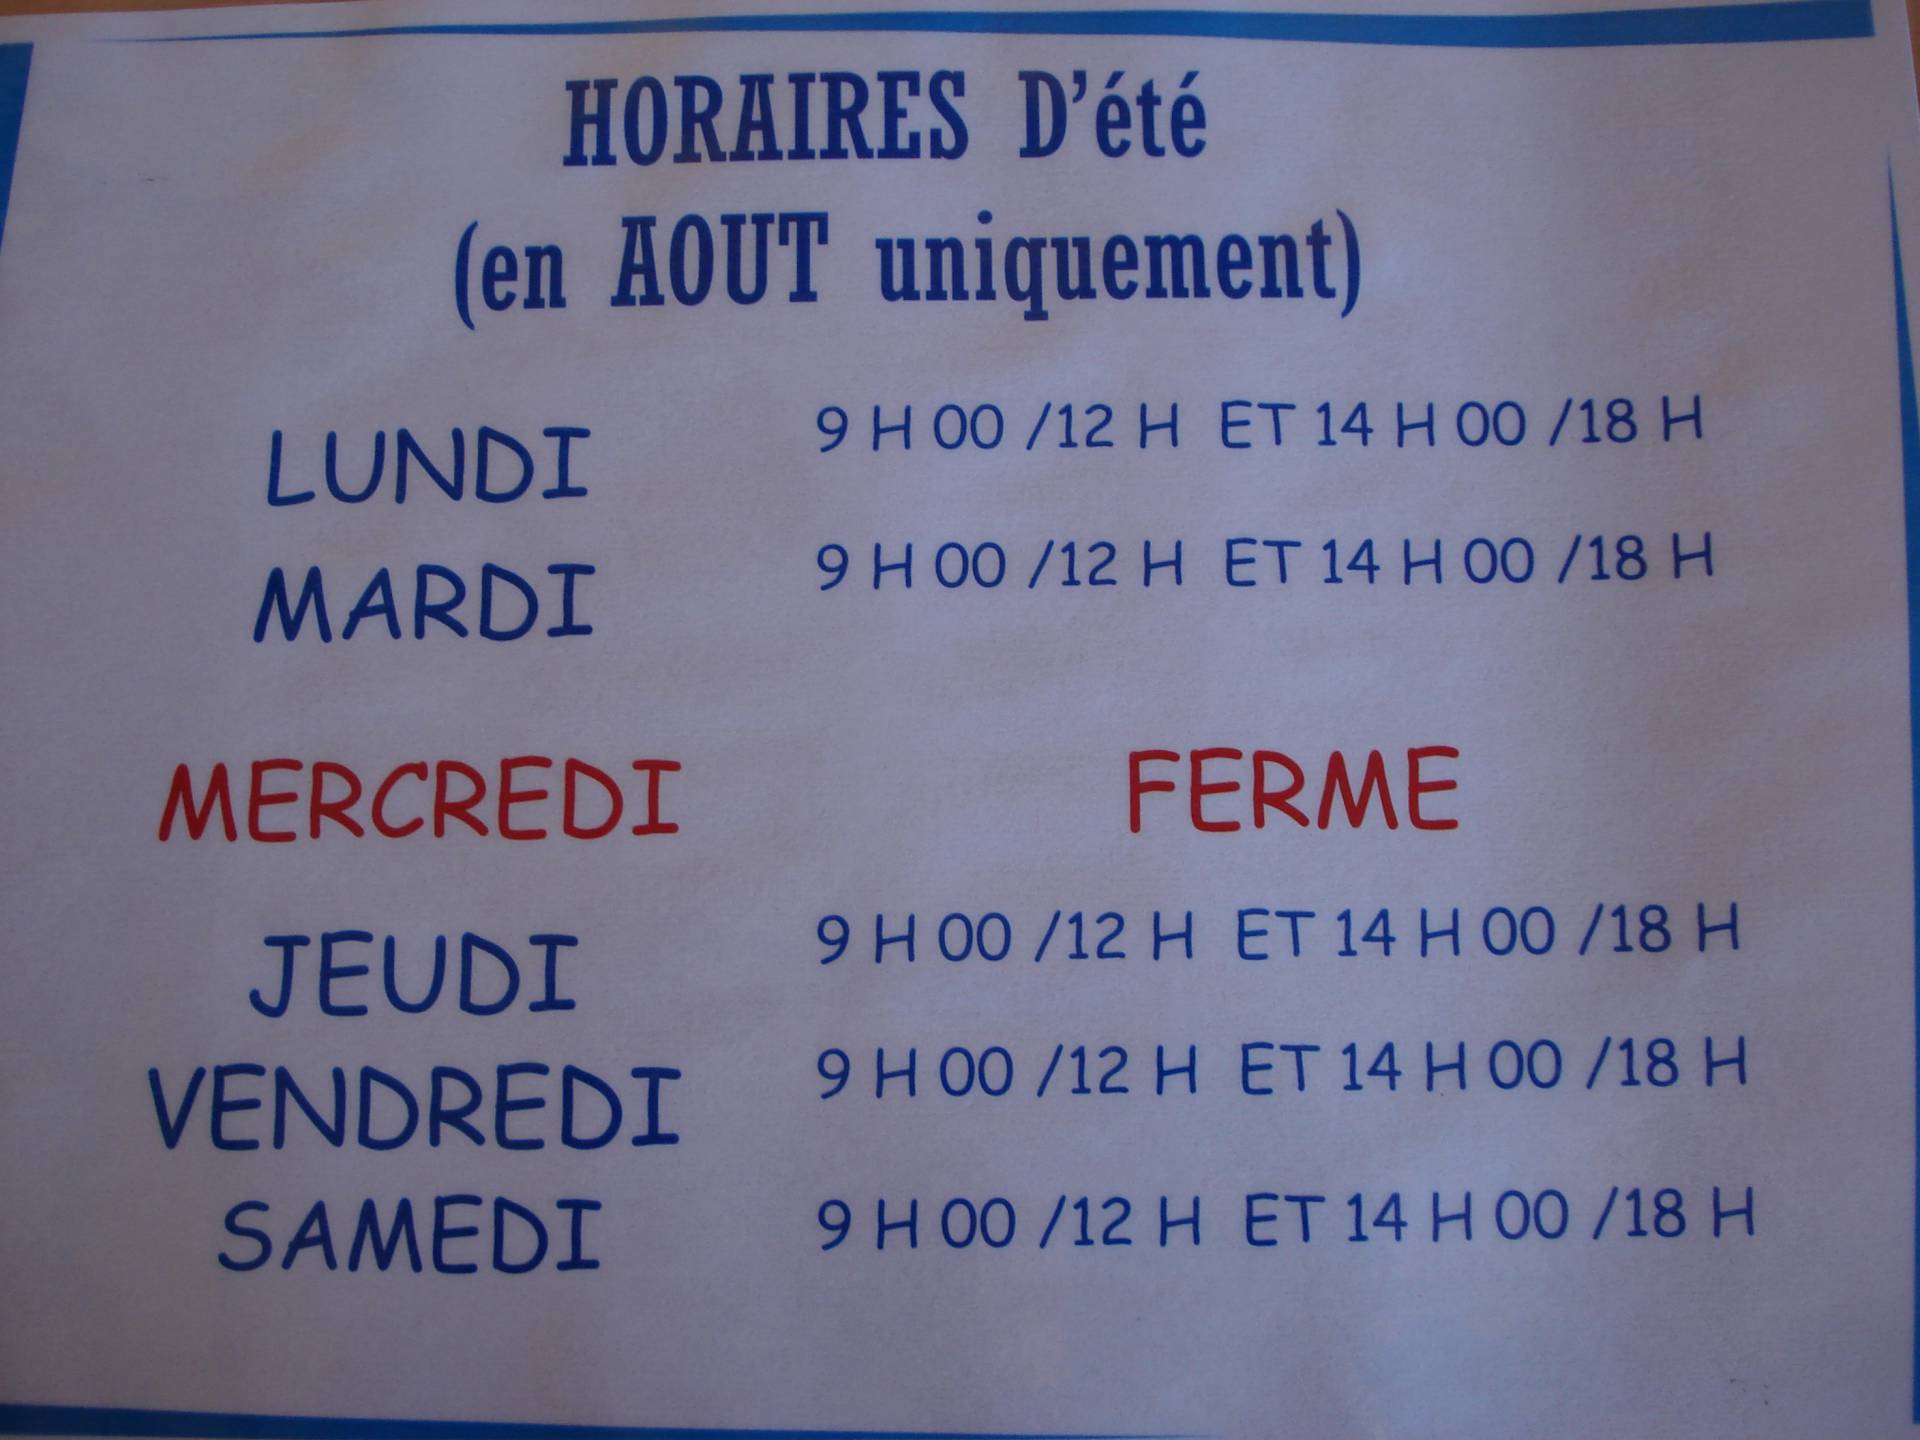 HORAIRES D'été
(en AOUT uniquement)
LUNDI 9 H 00 /12 H ET 14 H 00 /18 H
MARDI 9 H 00 /12 H ET 14 H 00 /18 H
MERCREDI FERME
JEUDI 9 H 00 /12 H ET 14 H 00 /18 H
VENDREDI 9 H 00 /12 H ET 14 H 00 /18 H
SAMEDI 9 H 00 /12 H ET 14 H 00 /18 H